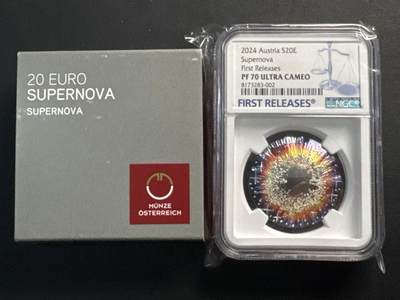 20 EURO
SUPERNOVA
SUPERNOVA
MÜNZE
ÖSTERREICH
2024 Austria S20E
Supernova
First Releases
PF 70 ULTRA CAMEO
8173283-002
FIRST RELEASES®
NGC